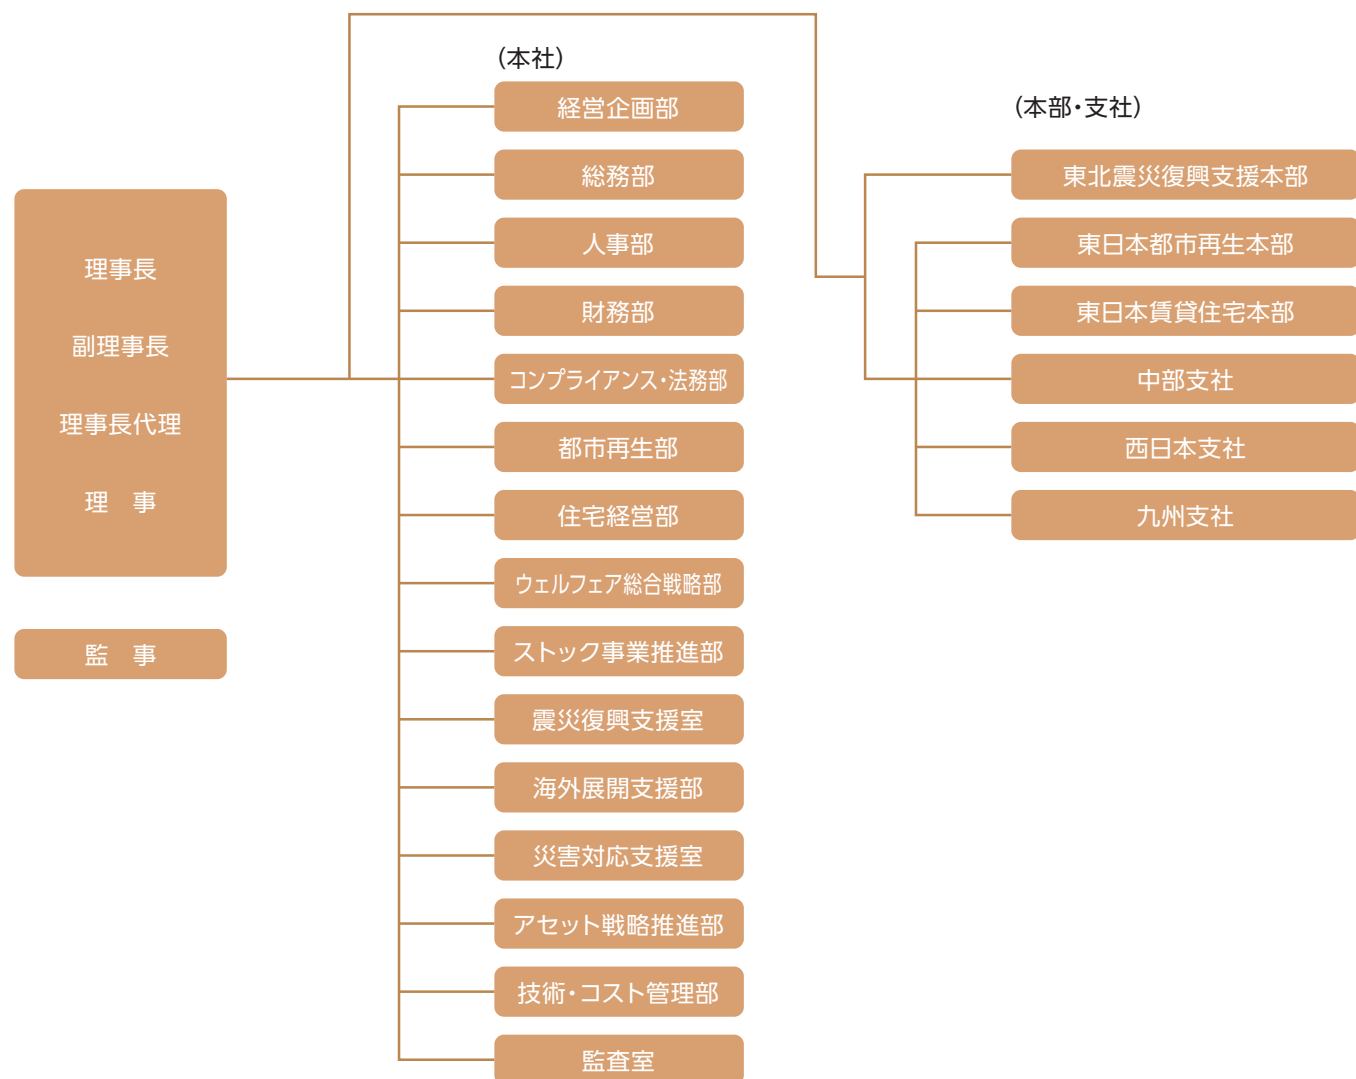 理事長
副理事長
理事長代理
理　事
監　事
（本社）
経営企画部
総務部
人事部
財務部
コンプライアンス・法務部
都市再生部
住宅経営部
ウェルフェア総合戦略部
ストック事業推進部
震災復興支援室
海外展開支援部
災害対応支援室
アセット戦略推進部
技術・コスト管理部
監査室
（本部・支社）
東北震災復興支援本部
東日本都市再生本部
東日本賃貸住宅本部
中部支社
西日本支社
九州支社